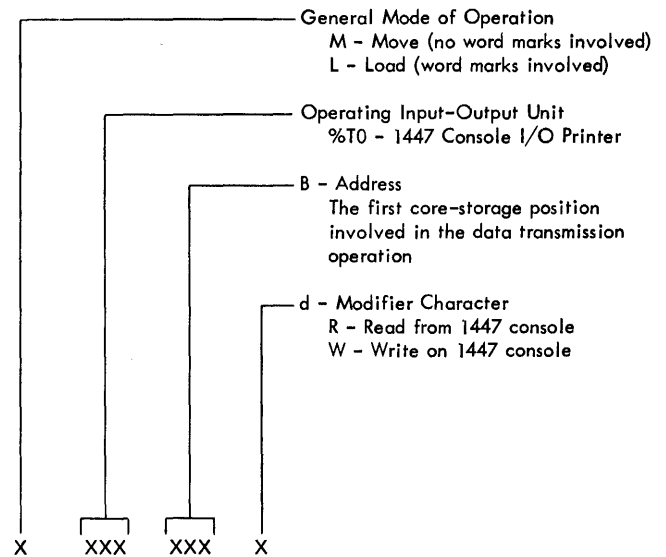 General Mode of Operation
M - Move (no word marks involved)
L - Load (word marks involved)
Operating Input-Output Unit
%T0 - 1447 Console I/O Printer
B - Address
The first core-storage position
involved in the data transmission
operation
d - Modifier Character
R - Read from 1447 console
W - Write on 1447 console
X XXX XXX X